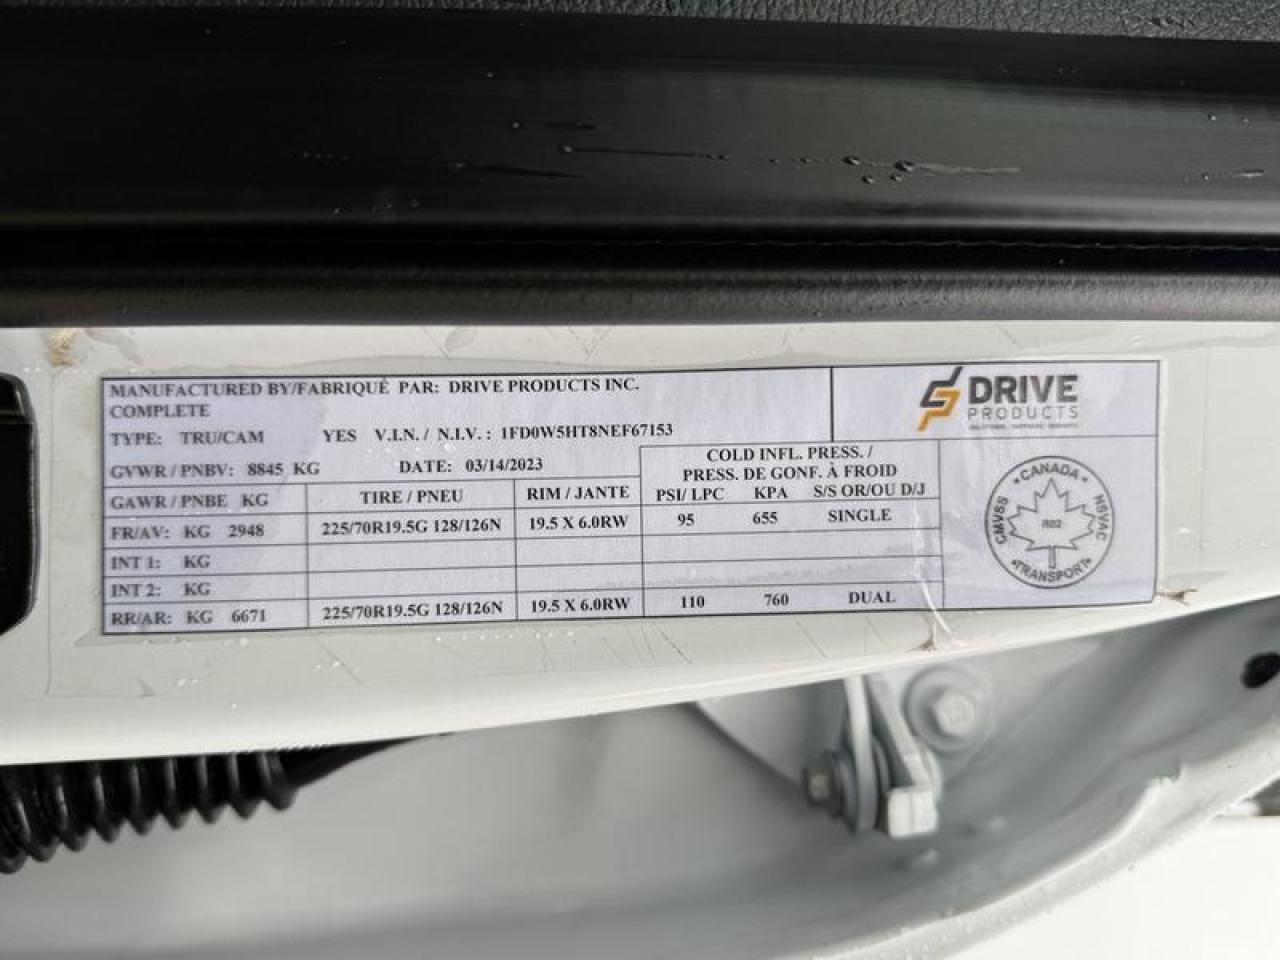 MANUFACTURED BY/FABRIQUÉ PAR: DRIVE PRODUCTS INC.
COMPLETE
TYPE: TRU/CAM YES V.I.N. / N.I.V. : 1FD0W5HT8NEF67153
GVWR / PNBV: 8845 KG DATE: 03/14/2023
DRIVE
PRODUCTS
COLD INFL. PRESS. /
PRESS. DE GONF. À FROID
GAWR / PNBE KG TIRE / PNEU RIM / JANTE PSI/ LPC KPA S/S OR/OU D/J
FR/AV: KG 2948 225/70R19.5G 128/126N 19.5 X 6.0RW 95 655 SINGLE
INT 1: KG
INT 2: KG
RR/AR: KG 6671 225/70R19.5G 128/126N 19.5 X 6.0RW 110 760 DUAL
CANADA
CMVSS
NSVAC
R02
TRANSPORT